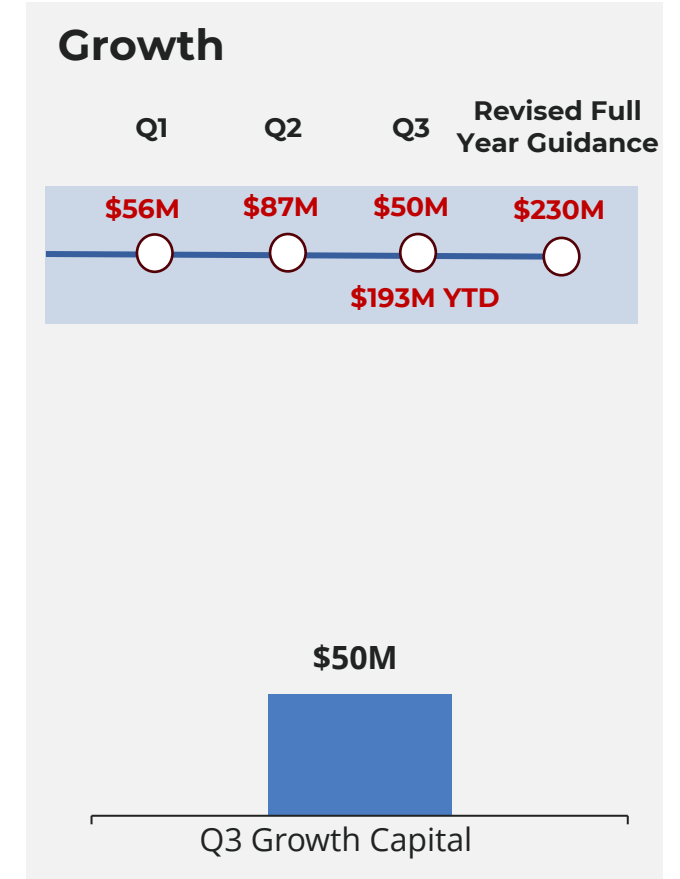 Growth
Q1 Q2 Q3 Revised Full
Year Guidance
$56M $87M $50M $230M
$193M YTD
$50M
Q3 Growth Capital